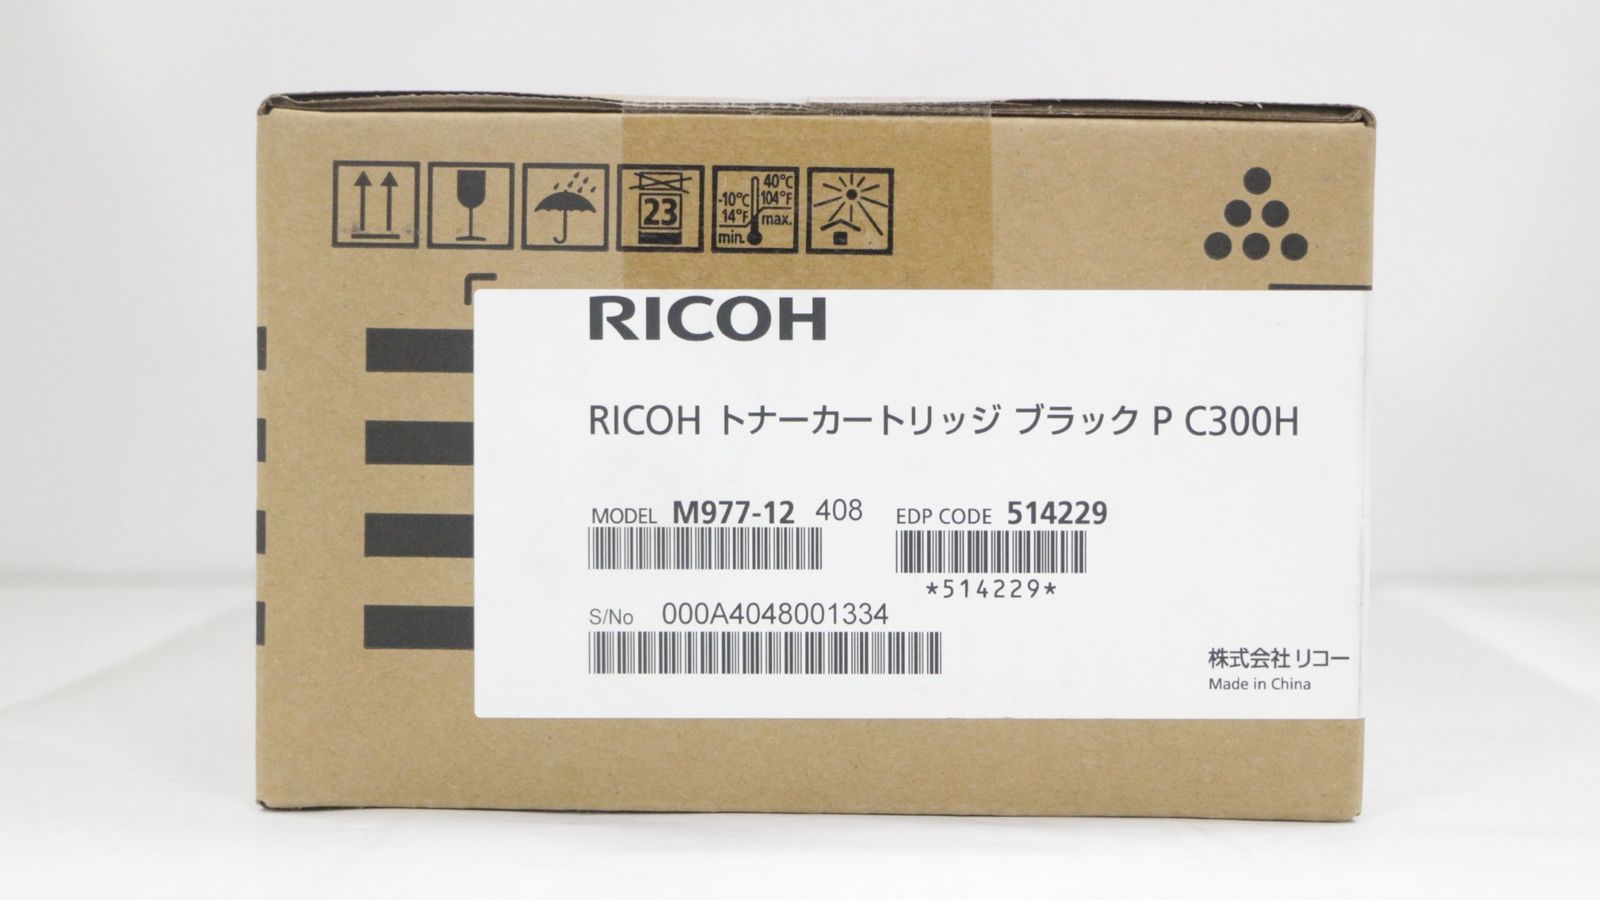 23
-10°C
14°F
min.
40°C
104°F
max.
RICOH
RICOH トナーカートリッジ ブラック P C300H
MODEL M977-12 408 EDP CODE 514229
*514229*
S/No 000A4048001334
株式会社 リコー
Made in China